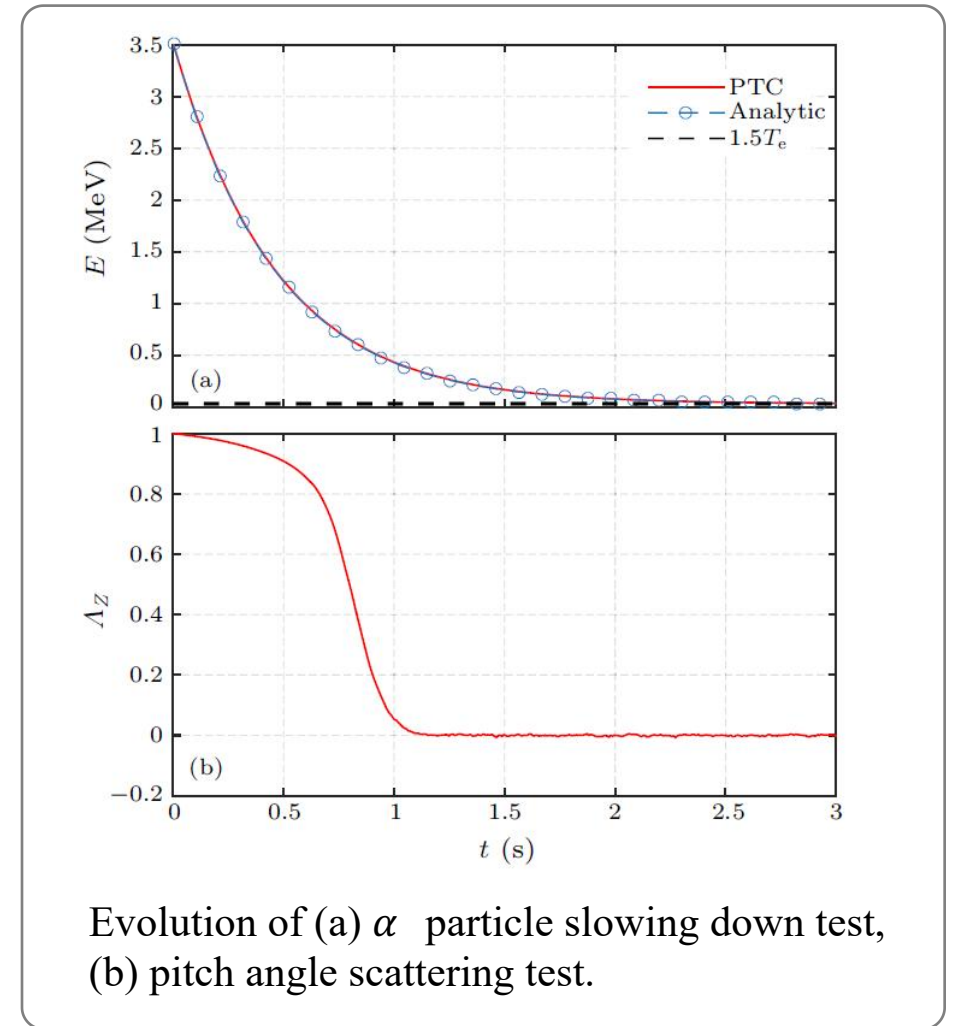 3.5
3
2.5
2
1.5
1
0.5
0
E (MeV)
PTC
Analytic
1.5Te
(a)
1
0.8
0.6
0.4
0.2
0
−0.2
ΛZ
(b)
0 0.5 1 1.5 2 2.5 3
t (s)
Evolution of (a) α particle slowing down test,
(b) pitch angle scattering test.